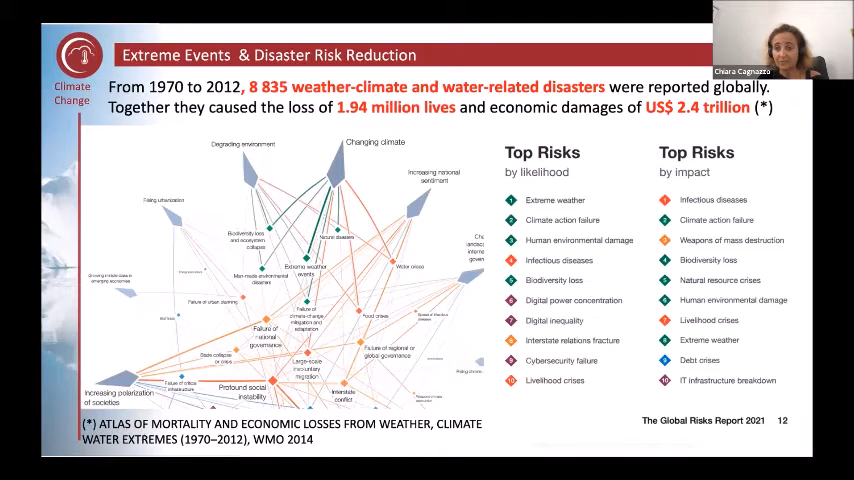 Chiara Cagnazzo
Extreme Events & Disaster Risk Reduction
Climate
Change
From 1970 to 2012, 8 835 weather-climate and water-related disasters were reported globally.
Together they caused the loss of 1.94 million lives and economic damages of US$ 2.4 trillion (*)
Degrading environment
Changing climate
Increasing national
sentiment
Rising urbanization
Biodiversity loss
and ecosystem
collapse
Natural disasters
Extreme weather
events
Water crises
Man-made environmental
disasters
Growing middle class in
emerging economies
Failure of urban planning
Failure of
climate-change
mitigation and
adaptation
Food crises
Spread of infectious
diseases
Failure of
national
governance
State collapse
or crisis
Large-scale
involuntary
migration
Failure of regional or
global governance
Failure of critical
infrastructure
Profound social
instability
Interstate
conflict
Increasing polarization
of societies
Top Risks
by likelihood
1 Extreme weather
2 Climate action failure
3 Human environmental damage
4 Infectious diseases
5 Biodiversity loss
6 Digital power concentration
7 Digital inequality
8 Interstate relations fracture
9 Cybersecurity failure
10 Livelihood crises
Top Risks
by impact
1 Infectious diseases
2 Climate action failure
3 Weapons of mass destruction
4 Biodiversity loss
5 Natural resource crises
6 Human environmental damage
7 Livelihood crises
8 Extreme weather
9 Debt crises
10 IT infrastructure breakdown
The Global Risks Report 2021 12
(*) ATLAS OF MORTALITY AND ECONOMIC LOSSES FROM WEATHER, CLIMATE
WATER EXTREMES (1970–2012), WMO 2014